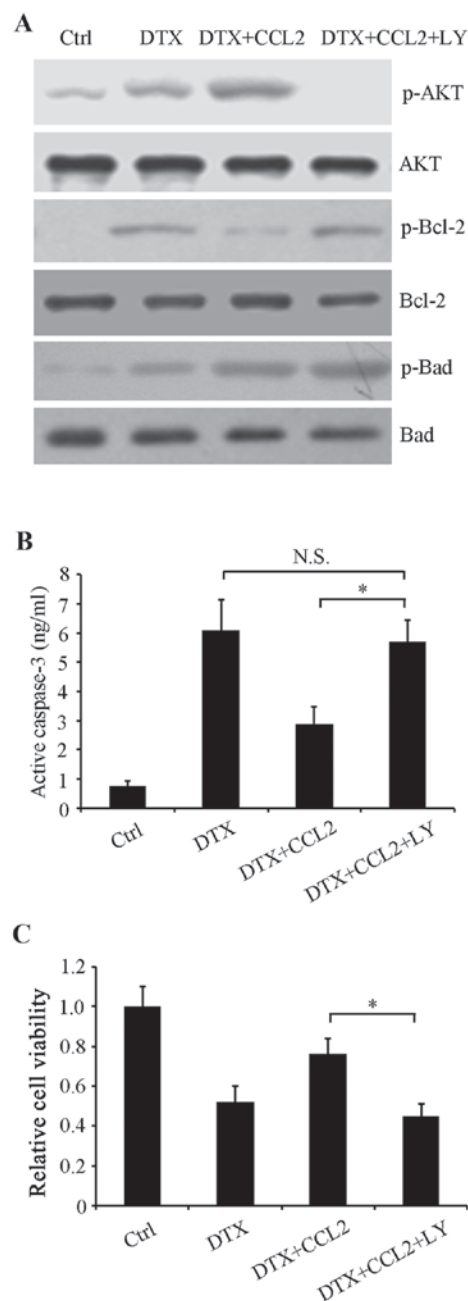 A
Ctrl DTX DTX+CCL2 DTX+CCL2+LY
p-AKT
AKT
p-Bcl-2
Bcl-2
p-Bad
Bad
B
N.S.
*
Active caspase-3 (ng/ml)
8
7
6
5
4
3
2
1
0
Ctrl
DTX
DTX+CCL2
DTX+CCL2+LY
C
*
Relative cell viability
1.2
1.0
0.8
0.6
0.4
0.2
0
Ctrl
DTX
DTX+CCL2
DTX+CCL2+LY